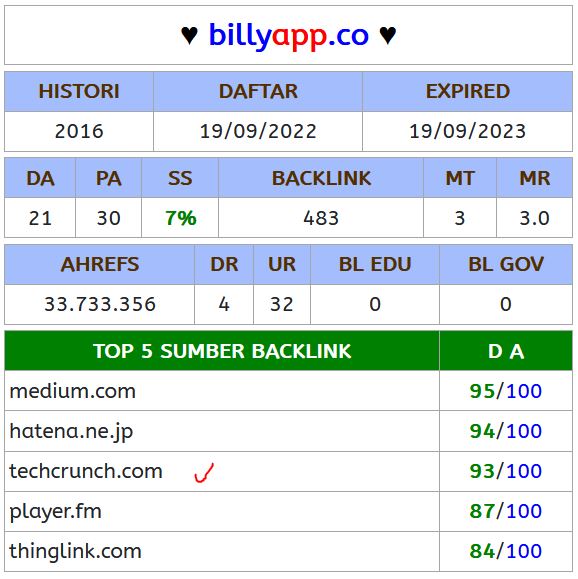 ♥ billyapp.co ♥
HISTORI DAFTAR EXPIRED
2016 19/09/2022 19/09/2023
DA PA SS BACKLINK MT MR
21 30 7% 483 3 3.0
AHREFS DR UR BL EDU BL GOV
33.733.356 4 32 0 0
TOP 5 SUMBER BACKLINK D A
medium.com 95/100
hatena.ne.jp 94/100
techcrunch.com 93/100
player.fm 87/100
thinglink.com 84/100